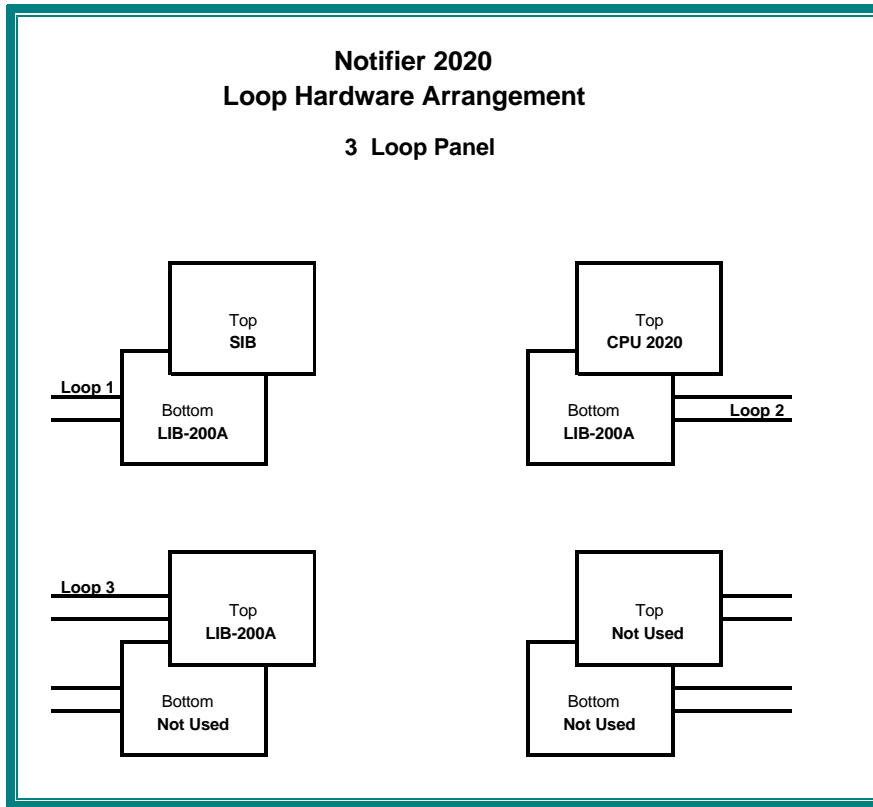 Notifier 2020
Loop Hardware Arrangement
3 Loop Panel
Top
SIB
Loop 1
Bottom
LIB-200A
Top
CPU 2020
Bottom
LIB-200A
Loop 2
Loop 3
Top
LIB-200A
Bottom
Not Used
Top
Not Used
Bottom
Not Used